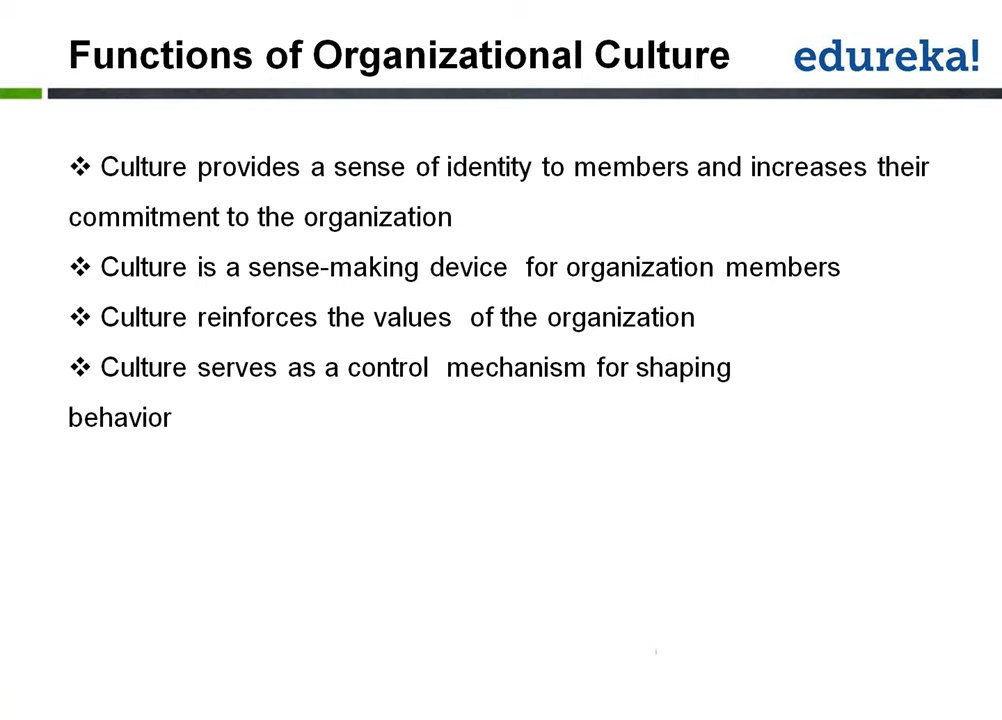 Functions of Organizational Culture
edureka!
❖ Culture provides a sense of identity to members and increases their
commitment to the organization
❖ Culture is a sense-making device for organization members
❖ Culture reinforces the values of the organization
❖ Culture serves as a control mechanism for shaping
behavior